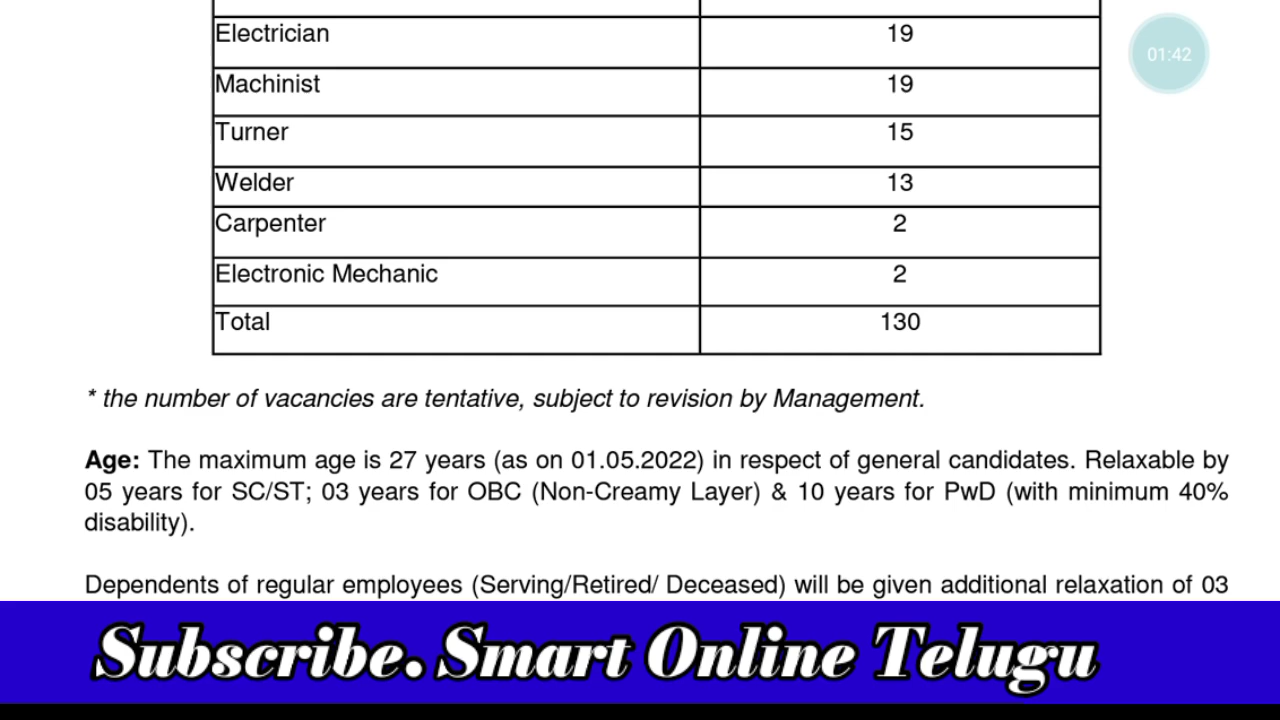 Electrician 19
01:42
Machinist 19
Turner 15
Welder 13
Carpenter 2
Electronic Mechanic 2
Total 130
* the number of vacancies are tentative, subject to revision by Management.
Age: The maximum age is 27 years (as on 01.05.2022) in respect of general candidates. Relaxable by
05 years for SC/ST; 03 years for OBC (Non-Creamy Layer) & 10 years for PwD (with minimum 40%
disability).
Dependents of regular employees (Serving/Retired/ Deceased) will be given additional relaxation of 03
Subscribe. Smart Online Telugu